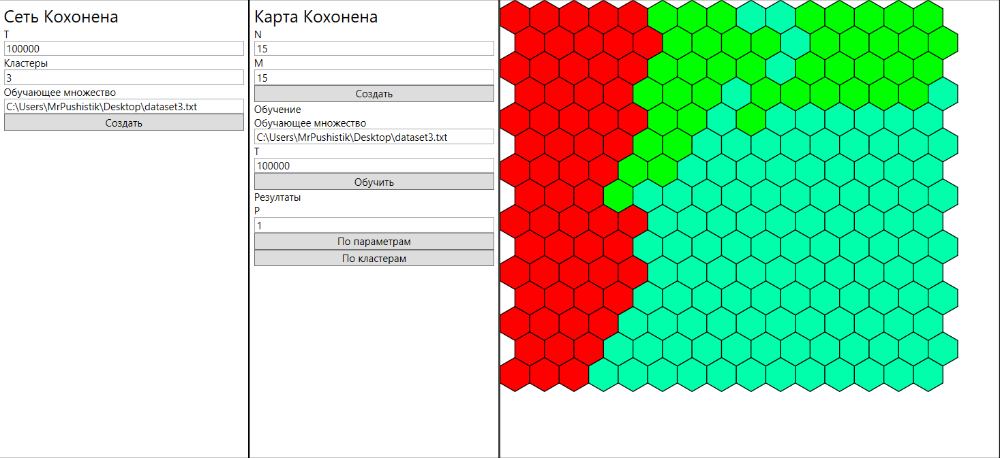 Сеть Кохонена
T
100000
Кластеры
3
Обучающее множество
C:\Users\MrPushistik\Desktop\dataset3.txt
Создать
Карта Кохонена
N
15
M
15
Создать
Обучение
Обучающее множество
C:\Users\MrPushistik\Desktop\dataset3.txt
T
100000
Обучить
Резултаты
P
1
По параметрам
По кластерам